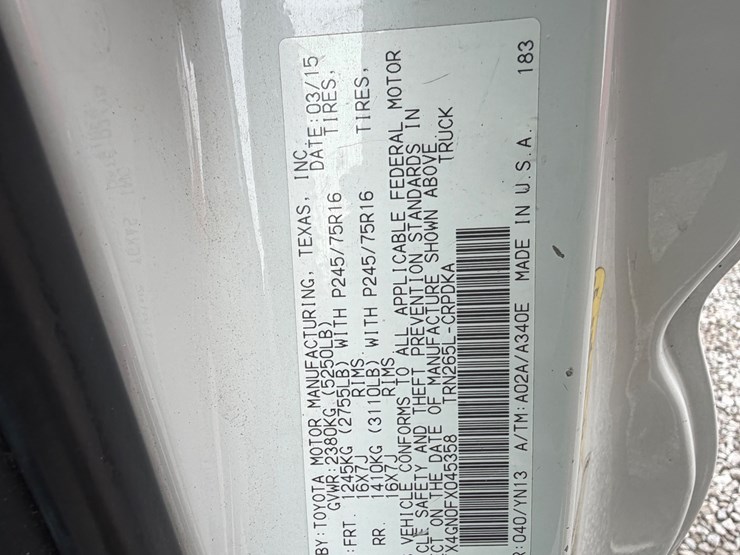 BY:TOYOTA MOTOR MANUFACTURING, TEXAS, INC.
GVWR:2380KG (5250LB) DATE:03/15
:FRT. 1245KG (2755LB) WITH P245/75R16 TIRES,
16X7J RIMS
RR. 1410KG (3110LB) WITH P245/75R16 TIRES,
16X7J RIMS
VEHICLE CONFORMS TO ALL APPLICABLE FEDERAL MOTOR
CLE SAFETY AND THEFT PREVENTION STANDARDS IN
ECT ON THE DATE OF MANUFACTURE SHOWN ABOVE.
X4GN0FX045358 TRN265L-CRPDKA TRUCK
R:040/YN13 A/TM:A02A/A340E MADE IN U.S.A. 183